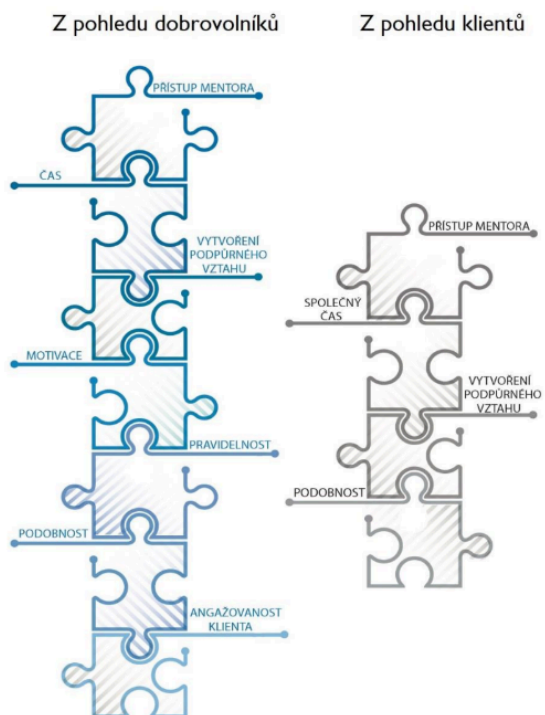 Z pohledu dobrovolníků
PŘÍSTUP MENTORA
ČAS
VYTVOŘENÍ
PODPŮRNÉHO
VZTAHU
MOTIVACE
PRAVIDELNOST
PODOBNOST
ANGAŽOVANOST
KLIENTA
Z pohledu klientů
PŘÍSTUP MENTORA
SPOLEČNÝ
ČAS
VYTVOŘENÍ
PODPŮRNÉHO
VZTAHU
PODOBNOST